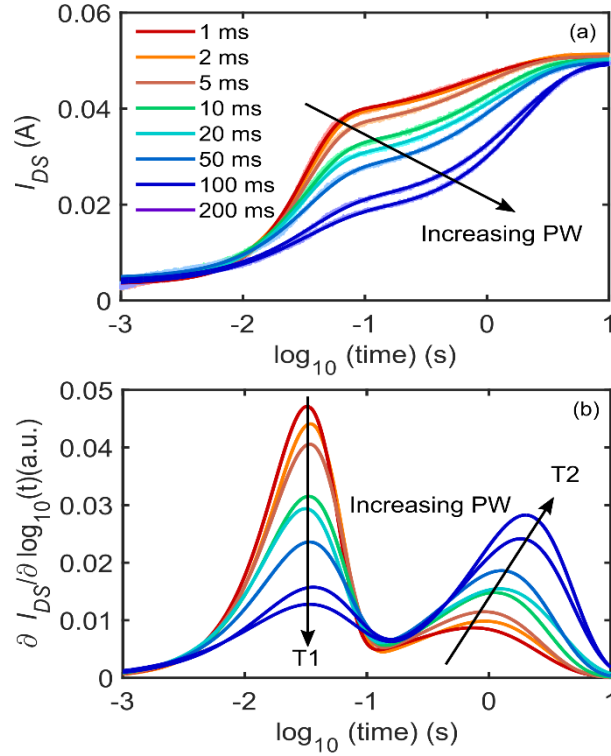 (a)
0.06
0.04
0.02
0
I_DS (A)
1 ms
2 ms
5 ms
10 ms
20 ms
50 ms
100 ms
200 ms
Increasing PW
-3 -2 -1 0 1
log10 (time) (s)
(b)
0.05
0.04
0.03
0.02
0.01
0
∂ I_DS/∂ log10(t)(a.u.)
T2
Increasing PW
T1
-3 -2 -1 0 1
log10 (time) (s)